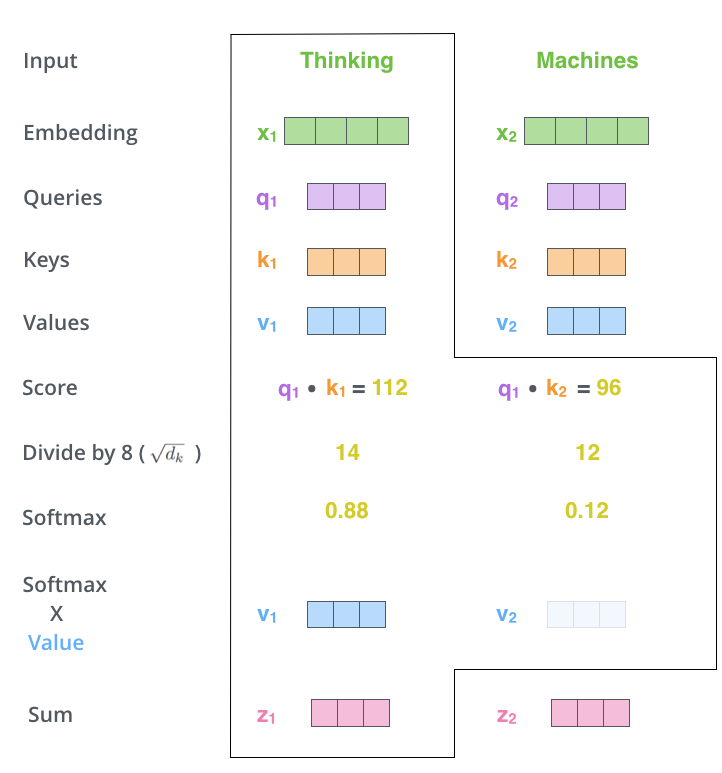 Input Thinking Machines
Embedding x₁ x₂
Queries q₁ q₂
Keys k₁ k₂
Values v₁ v₂
Score q₁ • k₁ = 112 q₁ • k₂ = 96
Divide by 8 ( √dₖ ) 14 12
Softmax 0.88 0.12
Softmax
X v₁ v₂
Value
Sum z₁ z₂